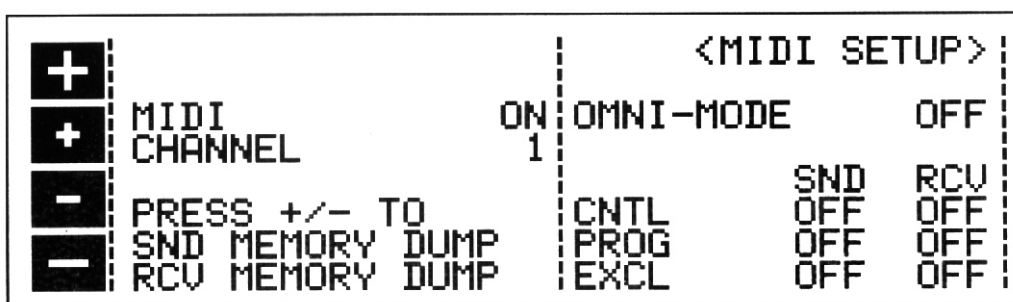 <MIDI SETUP>
MIDI ON
CHANNEL 1
PRESS +/- TO
SND MEMORY DUMP
RCV MEMORY DUMP
OMNI-MODE OFF
SND RCV
CNTL OFF OFF
PROG OFF OFF
EXCL OFF OFF
+
+
-
-